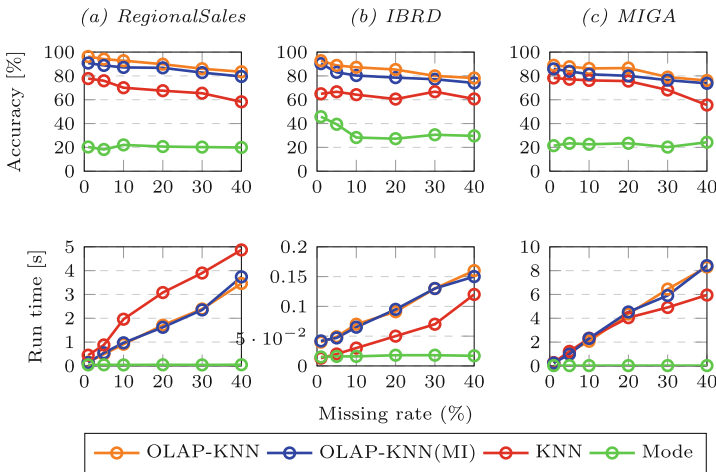 (a) RegionalSales (b) IBRD (c) MIGA
Accuracy [%]
100 100 100
80 80 80
60 60 60
40 40 40
20 20 20
0 0 0
0 10 20 30 40 0 10 20 30 40 0 10 20 30 40
Run time [s]
5 0.2 10
4 0.15 8
3 0.1 6
2 5 · 10−2 4
1 2
0 0 0
0 10 20 30 40 0 10 20 30 40 0 10 20 30 40
Missing rate (%)
OLAP-KNN OLAP-KNN(MI) KNN Mode